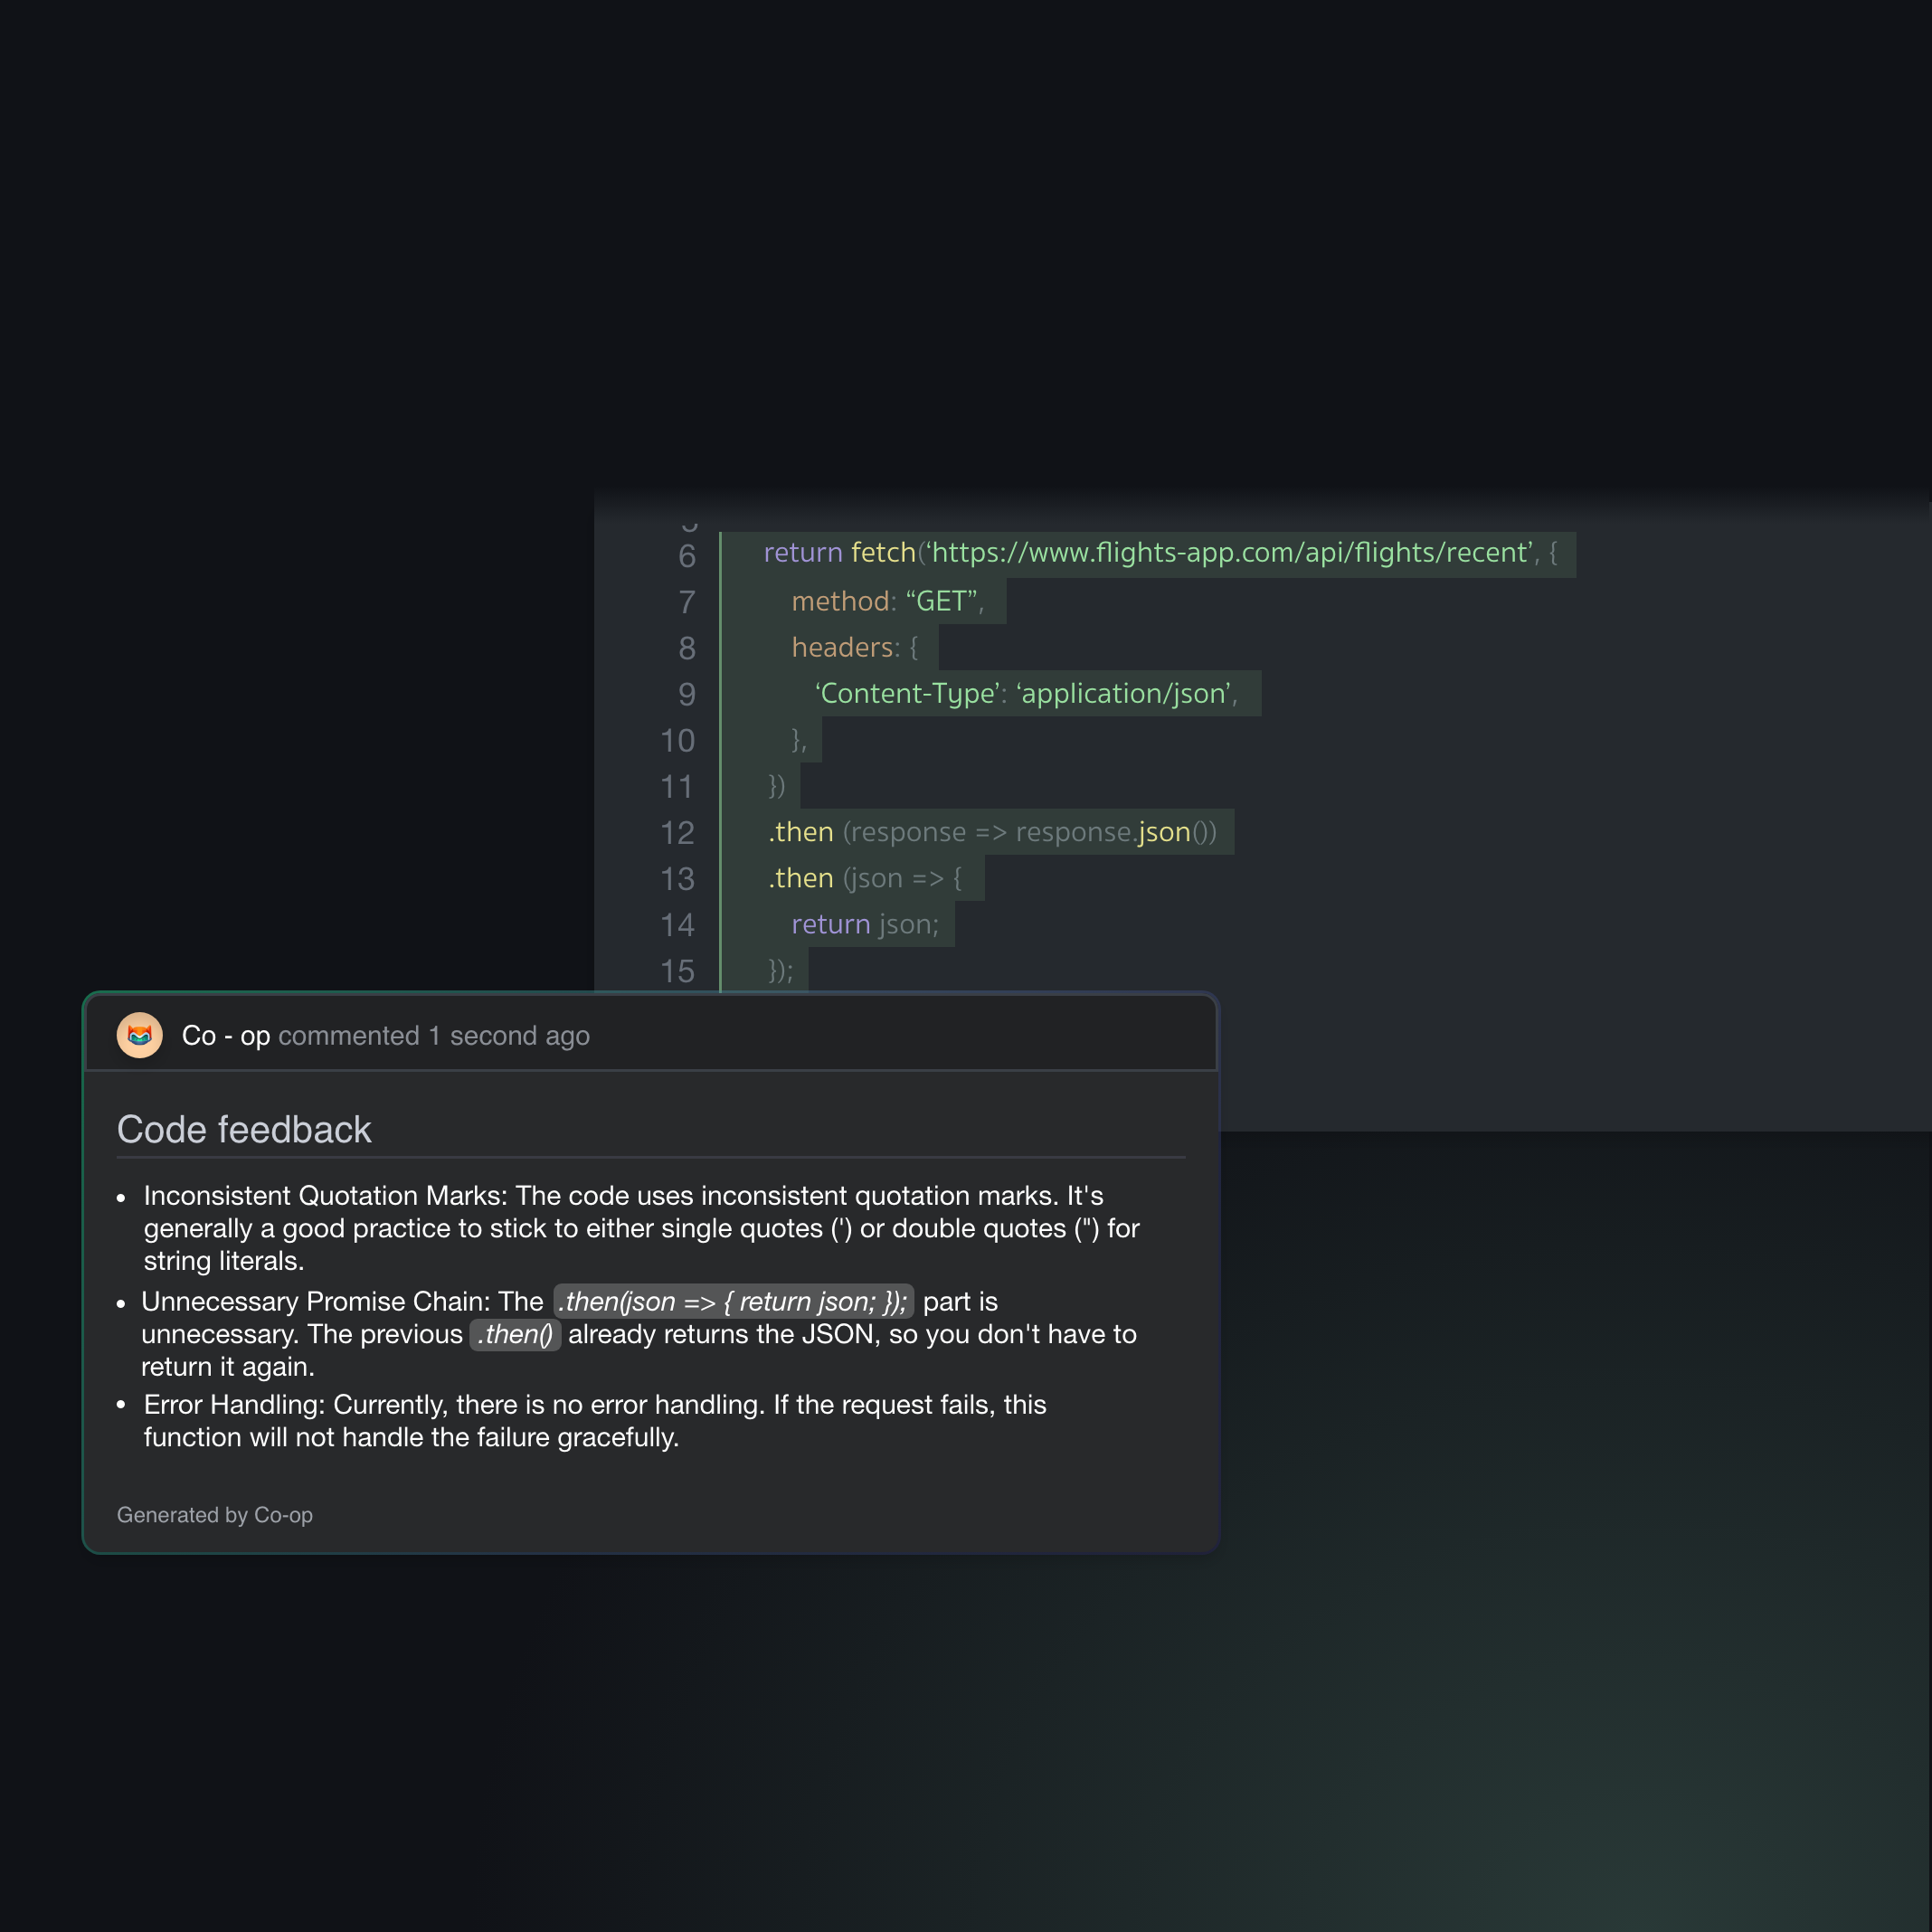 6 return fetch(‘https://www.flights-app.com/api/flights/recent’, {
7 method: “GET”,
8 headers: {
9 ‘Content-Type’: ‘application/json’,
10 },
11 })
12 .then (response => response.json())
13 .then (json => {
14 return json;
15 });
Co - op commented 1 second ago
Code feedback
• Inconsistent Quotation Marks: The code uses inconsistent quotation marks. It's
generally a good practice to stick to either single quotes (') or double quotes (") for
string literals.
• Unnecessary Promise Chain: The .then(json => { return json; }); part is
unnecessary. The previous .then() already returns the JSON, so you don't have to
return it again.
• Error Handling: Currently, there is no error handling. If the request fails, this
function will not handle the failure gracefully.
Generated by Co-op